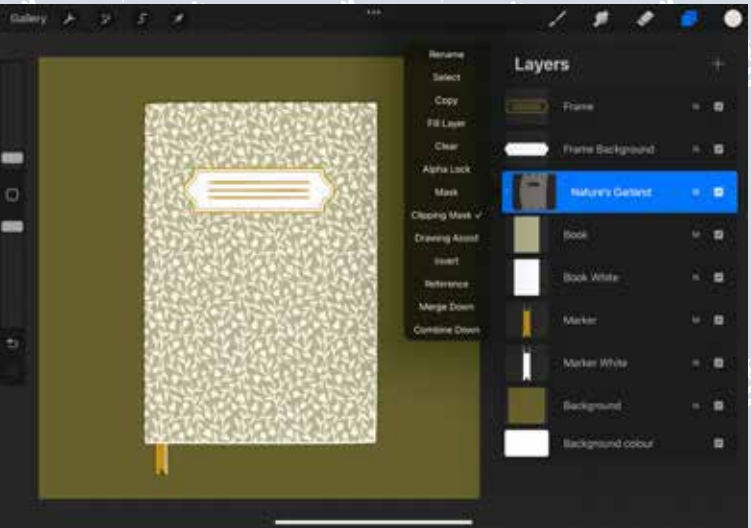 Gallery
Layers
Rename
Select
Copy
Fill Layer
Clear
Alpha Lock
Mask
Clipping Mask ✓
Drawing Assist
Invert
Reference
Merge Down
Combine Down
Frame
Frame Background
Nature's Garland
Book
Book White
Marker
Marker White
Background
Background colour